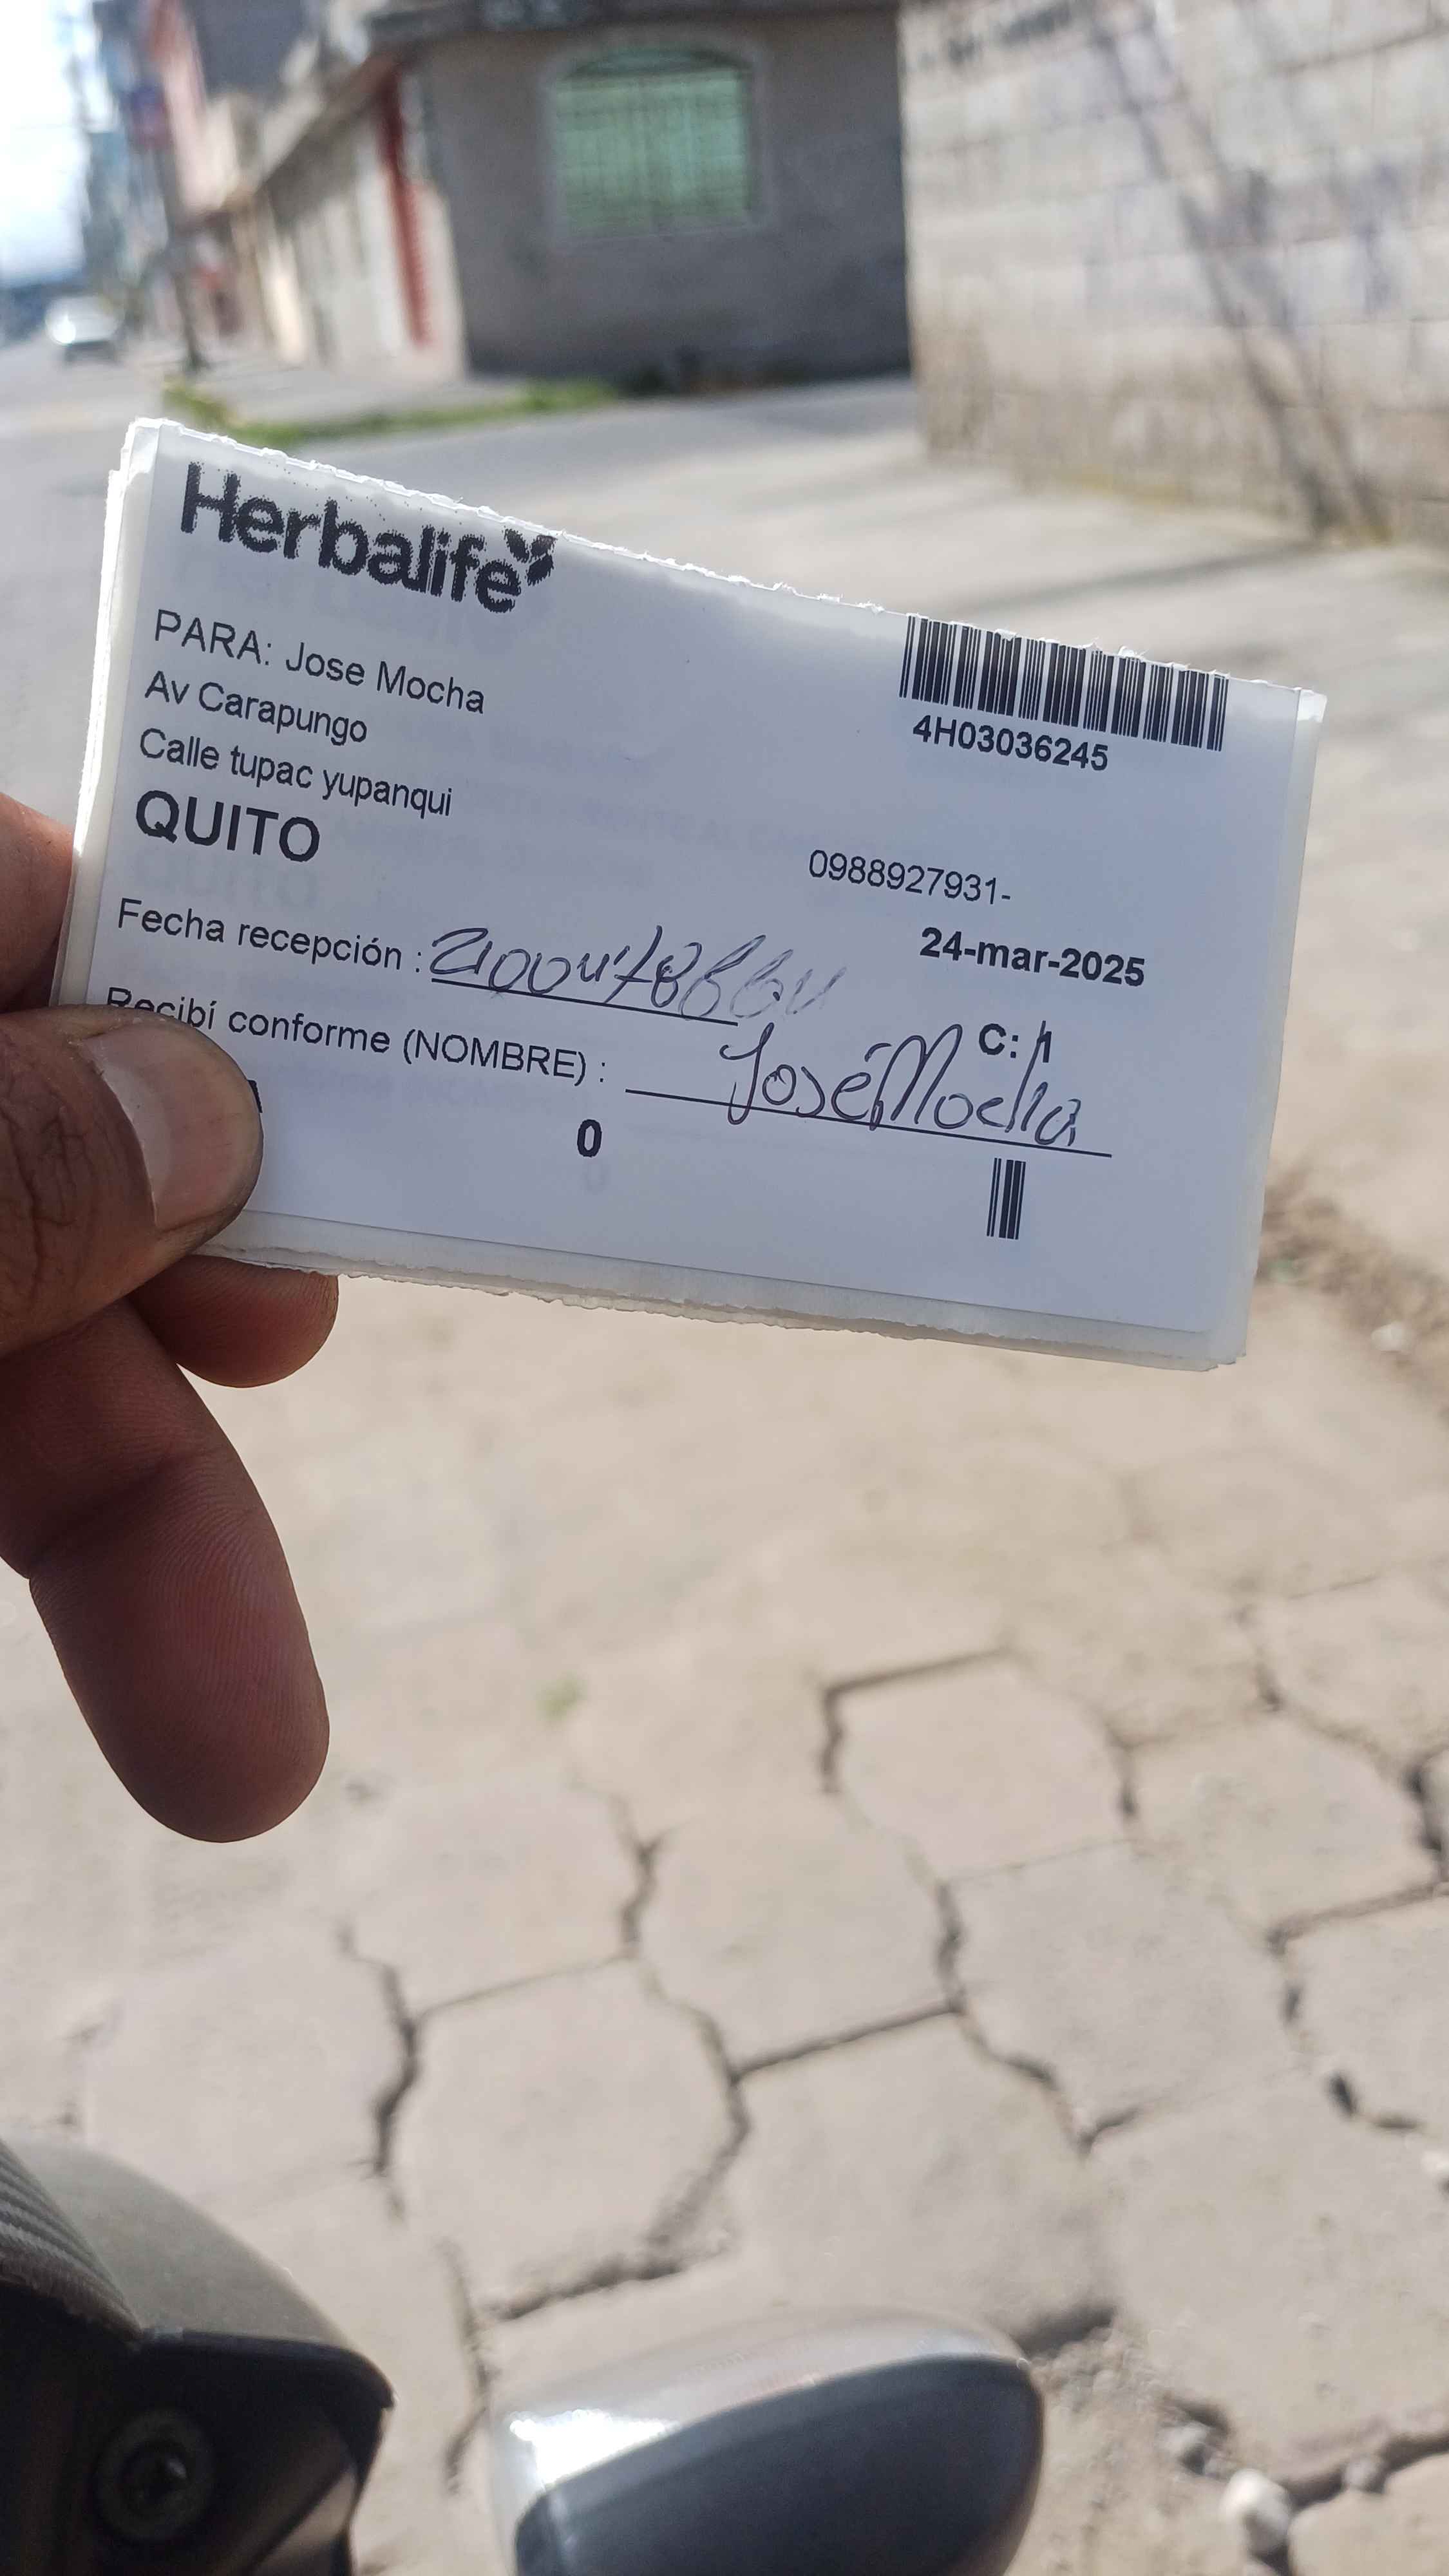 Herbalife
PARA: Jose Mocha
Av Carapungo
Calle tupac yupanqui
QUITO
4H03036245
0988927931-
24-mar-2025
Fecha recepción :
C: 1
Recibí conforme (NOMBRE) : José Mocha
0